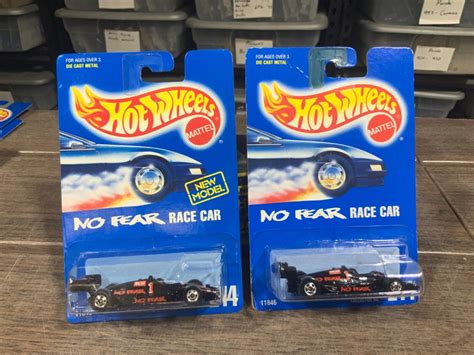 FOR AGES OVER 3
DIE CAST METAL
HOT WHEELS
MATTEL
NEW MODEL
NO FEAR RACE CAR
1
NO FEAR
FOR AGES OVER 3
DIE CAST METAL
HOT WHEELS
MATTEL
NO FEAR RACE CAR
NO FEAR
11846